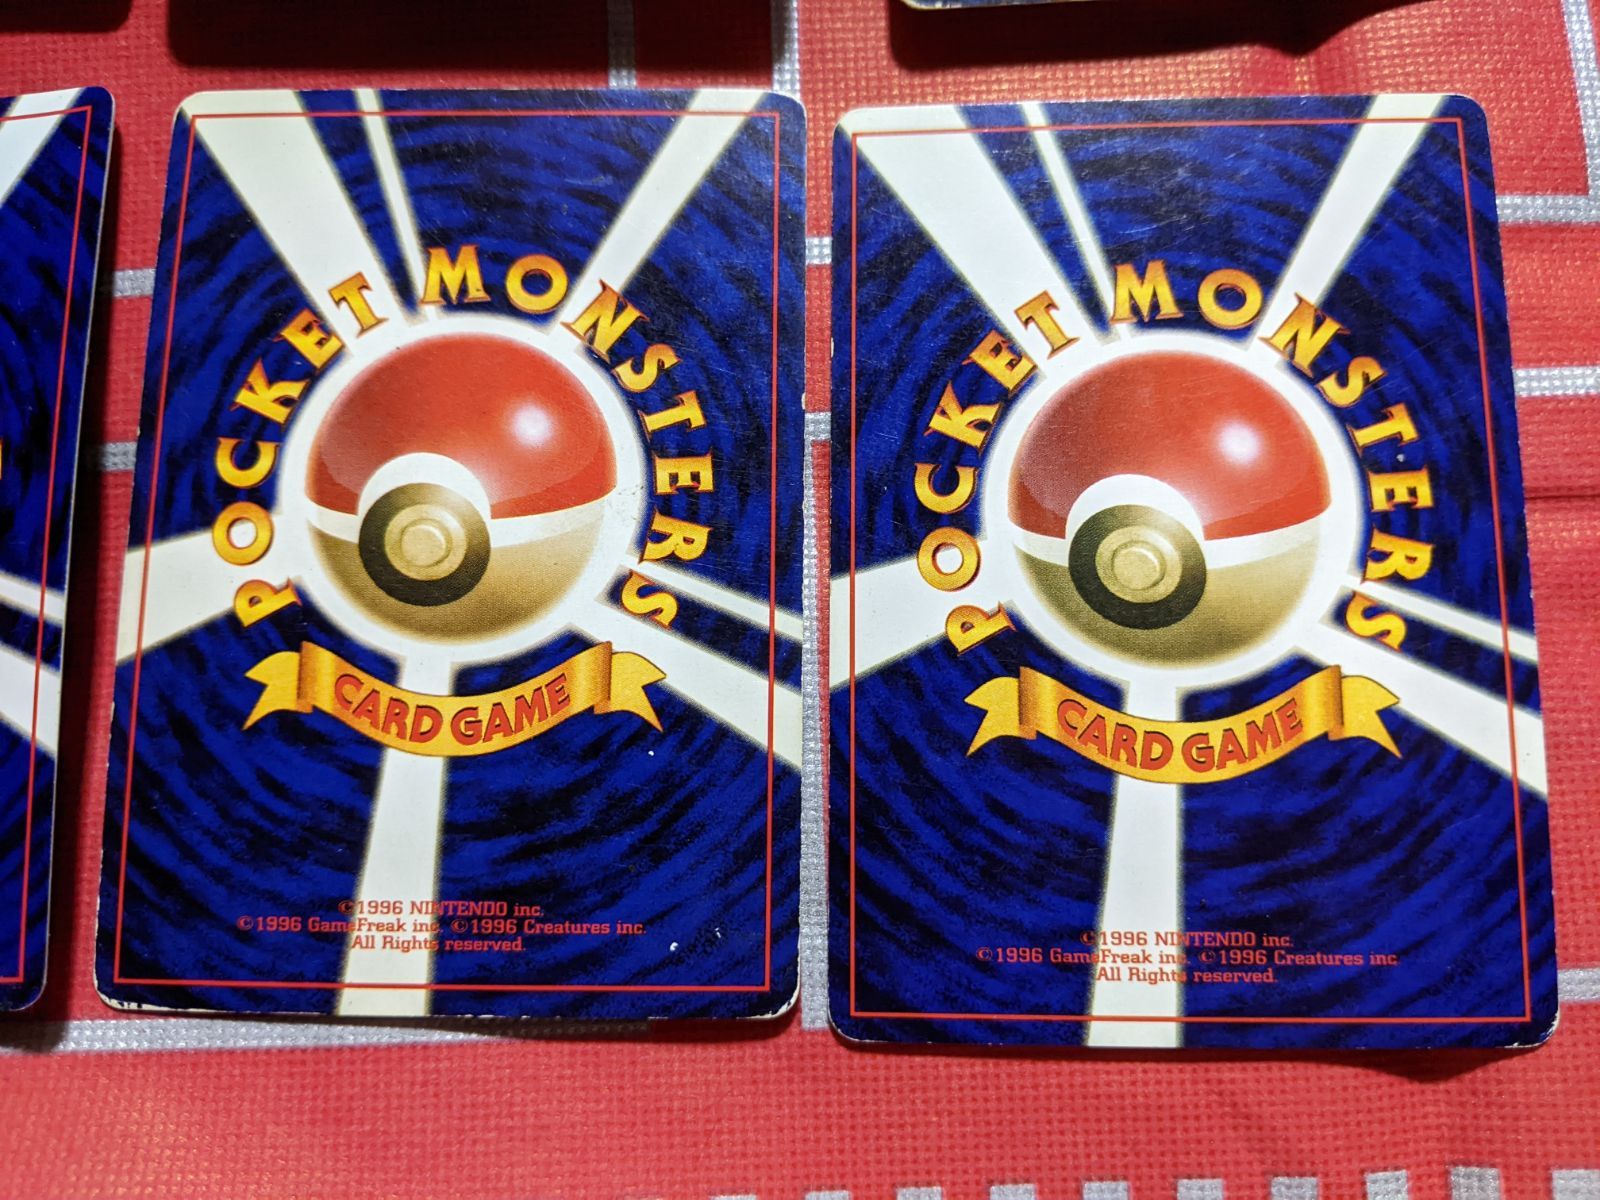 POCKET MONSTERS
CARD GAME
©1996 NINTENDO inc.
©1996 GameFreak inc. ©1996 Creatures inc.
All Rights reserved.
POCKET MONSTERS
CARD GAME
©1996 NINTENDO inc.
©1996 GameFreak inc. ©1996 Creatures inc
All Rights reserved.